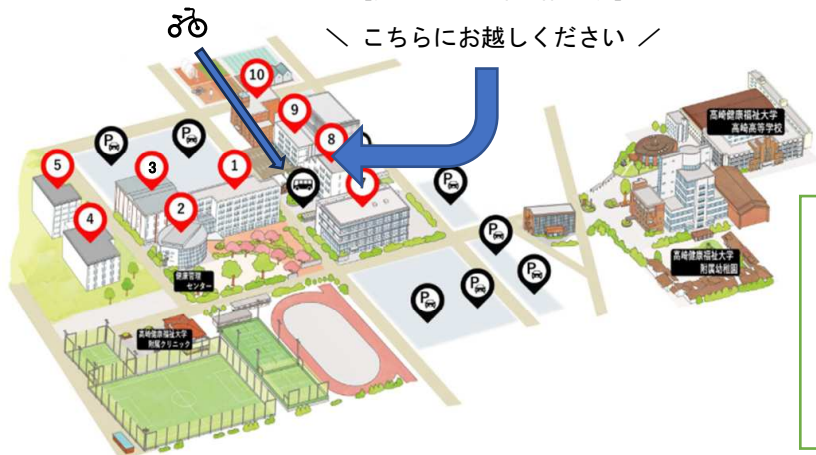 ＼ こちらにお越しください ／
10
9
8
P
P
5
3
1
4
2
P
P
P
P
P
高崎健康福祉大学
高崎高等学校
高崎健康福祉大学
附属幼稚園
健康管理
センター
高崎健康福祉大学
附属クリニック